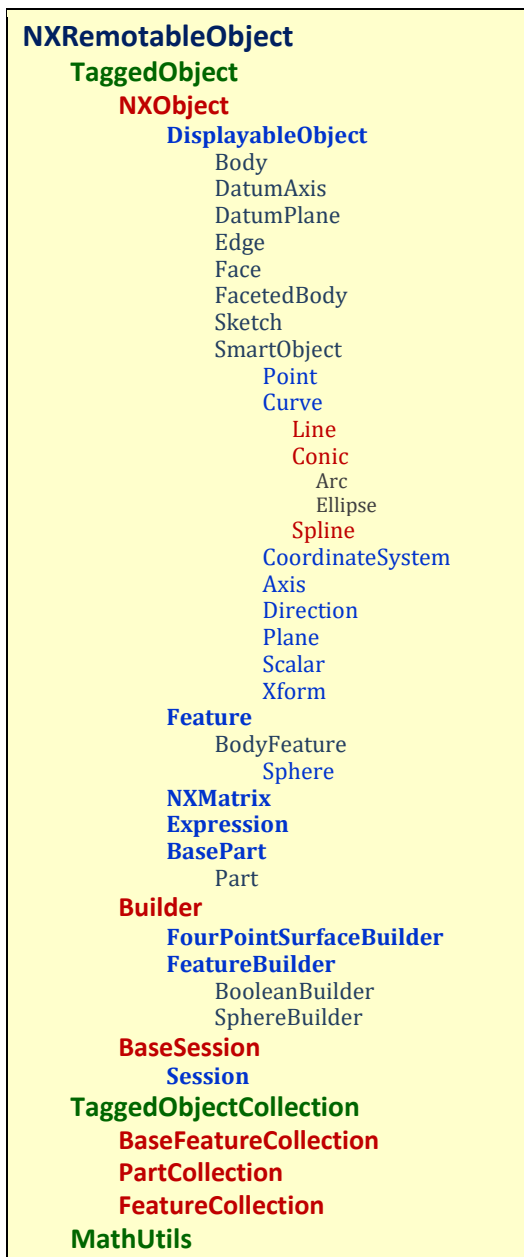 NXRemotableObject
TaggedObject
NXObject
DisplayableObject
Body
DatumAxis
DatumPlane
Edge
Face
FacetedBody
Sketch
SmartObject
Point
Curve
Line
Conic
Arc
Ellipse
Spline
CoordinateSystem
Axis
Direction
Plane
Scalar
Xform
Feature
BodyFeature
Sphere
NXMatrix
Expression
BasePart
Part
Builder
FourPointSurfaceBuilder
FeatureBuilder
BooleanBuilder
SphereBuilder
BaseSession
Session
TaggedObjectCollection
BaseFeatureCollection
PartCollection
FeatureCollection
MathUtils